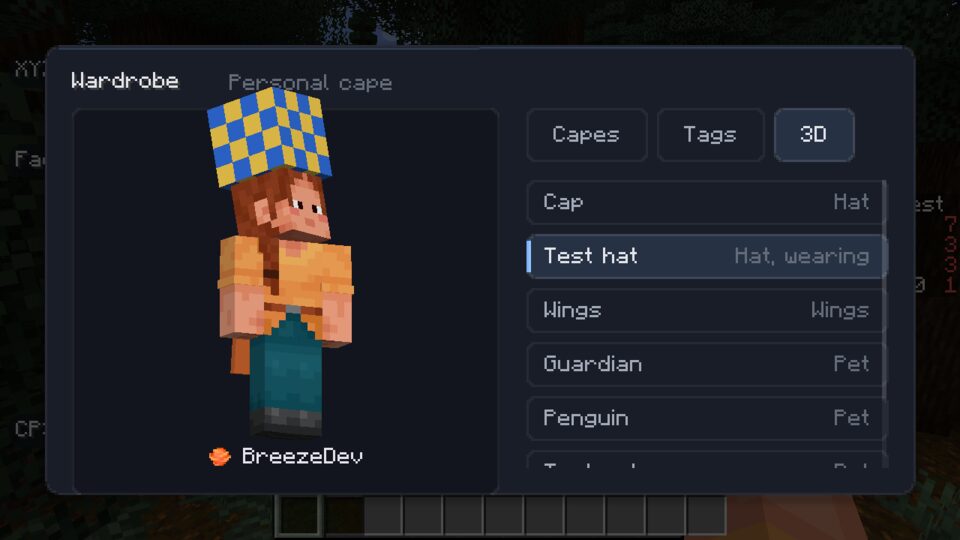 Wardrobe Personal cape
Capes Tags 3D
Cap Hat
Test hat Hat, wearing
Wings Wings
Guardian Pet
Penguin Pet
BreezeDev